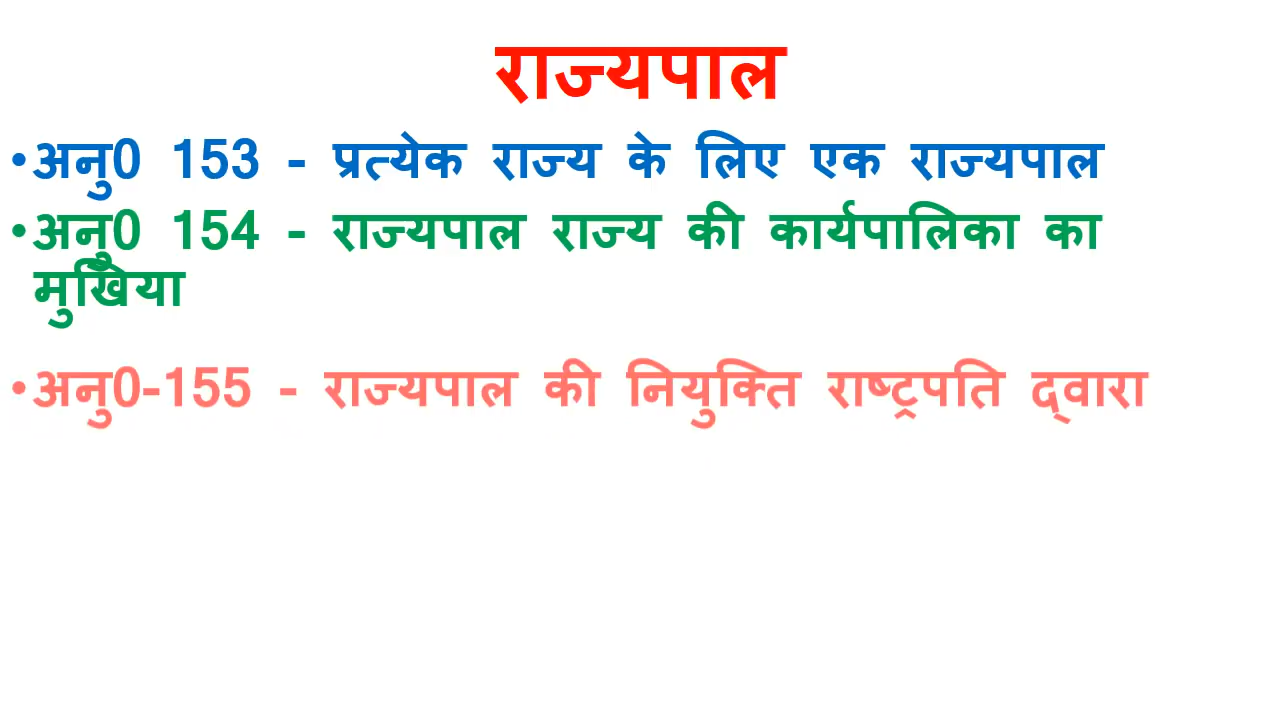 राज्यपाल
•अनु0 153 - प्रत्येक राज्य के लिए एक राज्यपाल
•अनु0 154 - राज्यपाल राज्य की कार्यपालिका का
मुखिया
•अनु0-155 - राज्यपाल की नियुक्ति राष्ट्रपति द्वारा